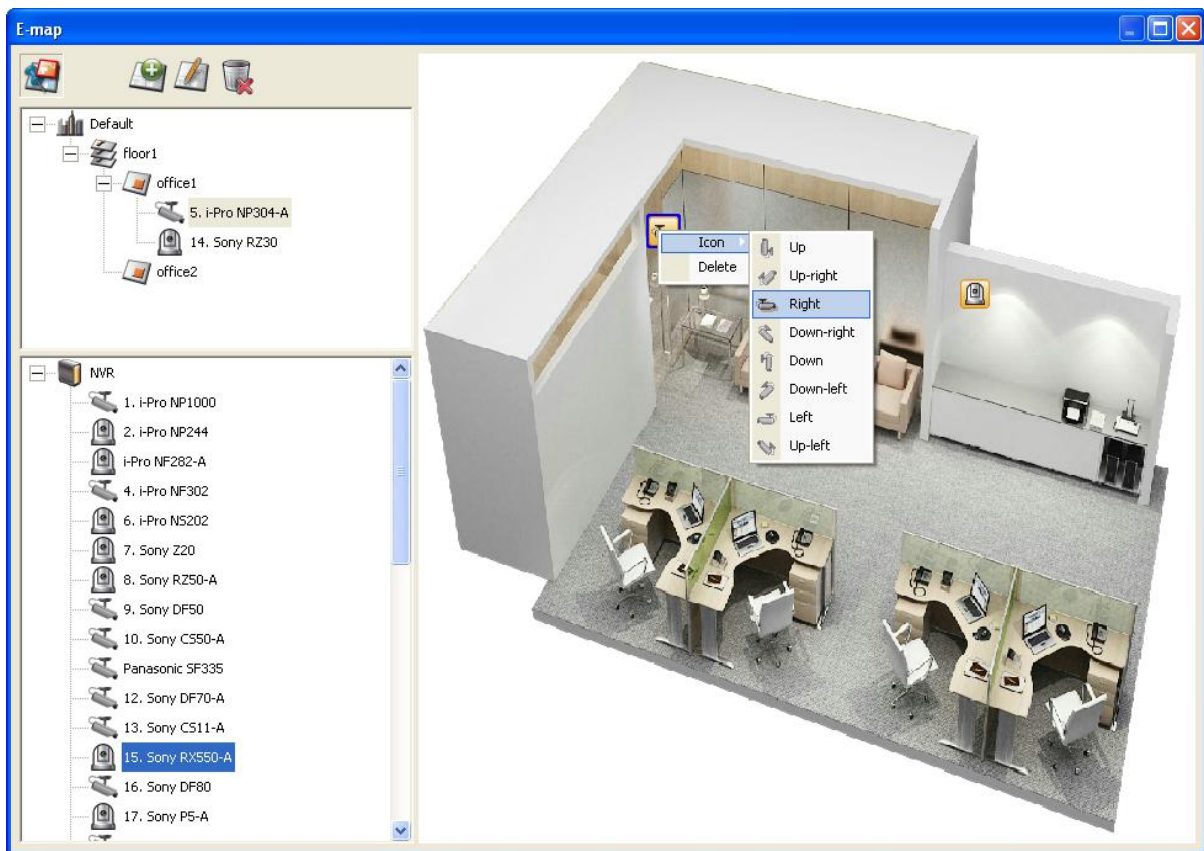 E-map
Default
floor1
office1
5. i-Pro NP304-A
14. Sony RZ30
office2
NVR
1. i-Pro NP1000
2. i-Pro NP244
i-Pro NF282-A
4. i-Pro NF302
6. i-Pro NS202
7. Sony Z20
8. Sony RZ50-A
9. Sony DF50
10. Sony CS50-A
Panasonic SF335
12. Sony DF70-A
13. Sony CS11-A
15. Sony RX550-A
16. Sony DF80
17. Sony P5-A
Icon
Delete
Up
Up-right
Right
Down-right
Down
Down-left
Left
Up-left